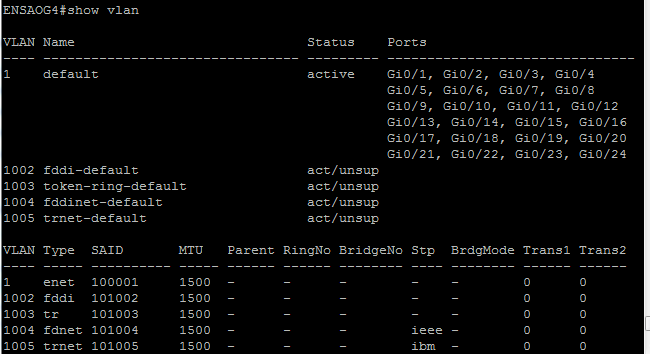 ENSAOG4#show vlan
VLAN Name                             Status    Ports
---- -------------------------------- --------- -------------------------------
1    default                          active    Gi0/1, Gi0/2, Gi0/3, Gi0/4
                                                Gi0/5, Gi0/6, Gi0/7, Gi0/8
                                                Gi0/9, Gi0/10, Gi0/11, Gi0/12
                                                Gi0/13, Gi0/14, Gi0/15, Gi0/16
                                                Gi0/17, Gi0/18, Gi0/19, Gi0/20
                                                Gi0/21, Gi0/22, Gi0/23, Gi0/24
1002 fddi-default                     act/unsup
1003 token-ring-default               act/unsup
1004 fddinet-default                  act/unsup
1005 trnet-default                    act/unsup
VLAN Type  SAID       MTU   Parent RingNo BridgeNo Stp  BrdgMode Trans1 Trans2
---- ----- ---------- ----- ------ ------ -------- ---- -------- ------ ------
1    enet  100001     1500  -      -      -        -    -        0      0
1002 fddi  101002     1500  -      -      -        -    -        0      0
1003 tr    101003     1500  -      -      -        -    -        0      0
1004 fdnet 101004     1500  -      -      -        ieee -        0      0
1005 trnet 101005     1500  -      -      -        ibm  -        0      0